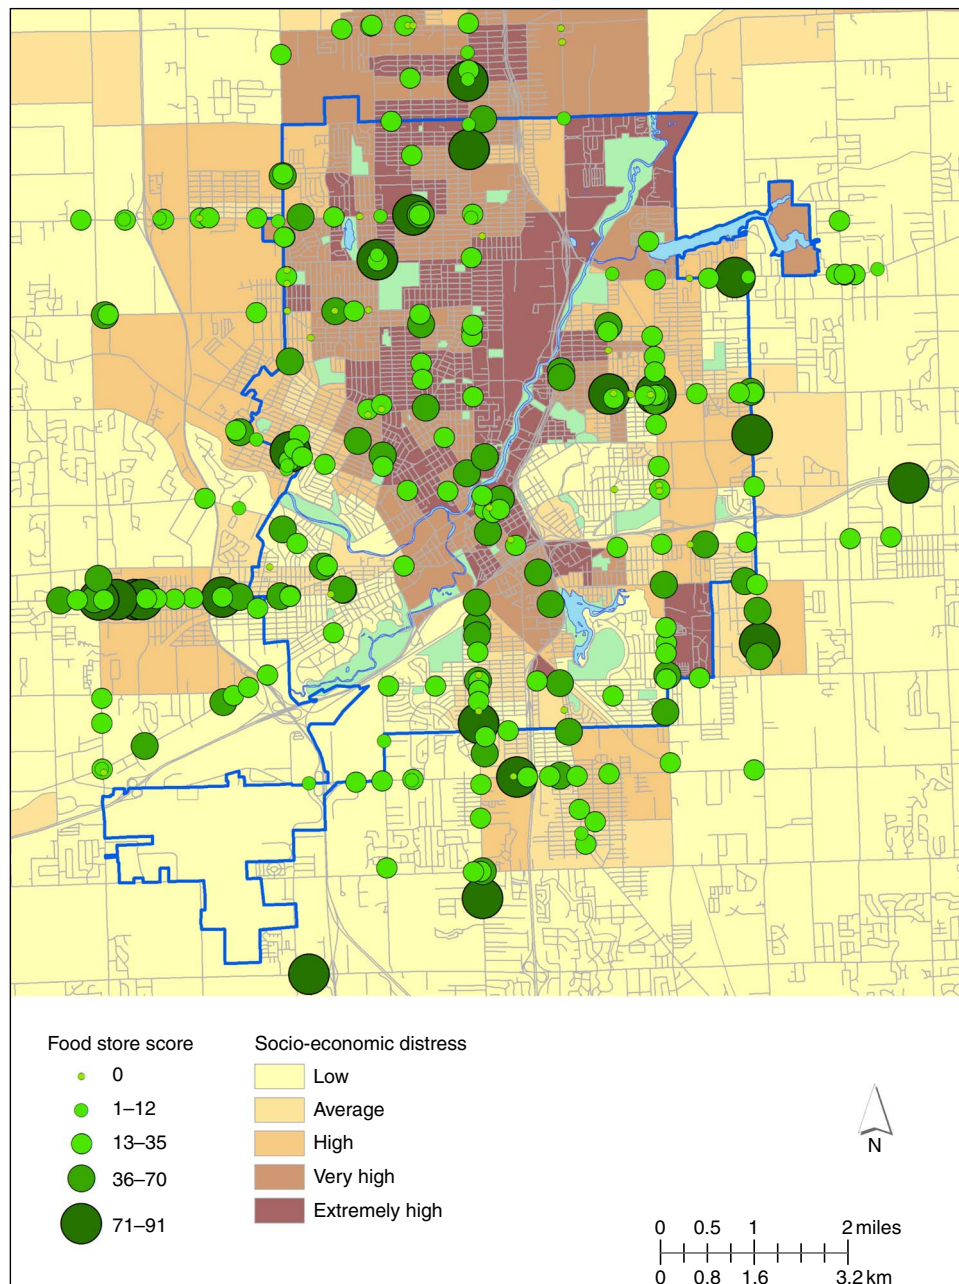 Food store score
0
1–12
13–35
36–70
71–91
Socio-economic distress
Low
Average
High
Very high
Extremely high
N
0 0.5 1 2 miles
0 0.8 1.6 3.2 km